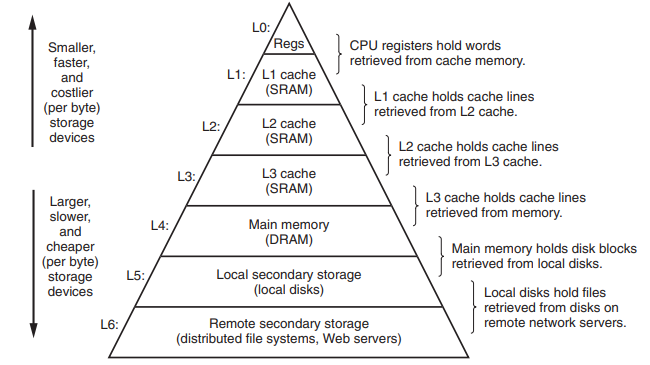 L0:
Regs
CPU registers hold words
retrieved from cache memory.
Smaller,
faster,
and
costlier
(per byte)
storage
devices
L1:
L1 cache
(SRAM)
L1 cache holds cache lines
retrieved from L2 cache.
L2:
L2 cache
(SRAM)
L2 cache holds cache lines
retrieved from L3 cache.
L3:
L3 cache
(SRAM)
L3 cache holds cache lines
retrieved from memory.
Larger,
slower,
and
cheaper
(per byte)
storage
devices
L4:
Main memory
(DRAM)
Main memory holds disk blocks
retrieved from local disks.
L5:
Local secondary storage
(local disks)
Local disks hold files
retrieved from disks on
remote network servers.
L6:
Remote secondary storage
(distributed file systems, Web servers)